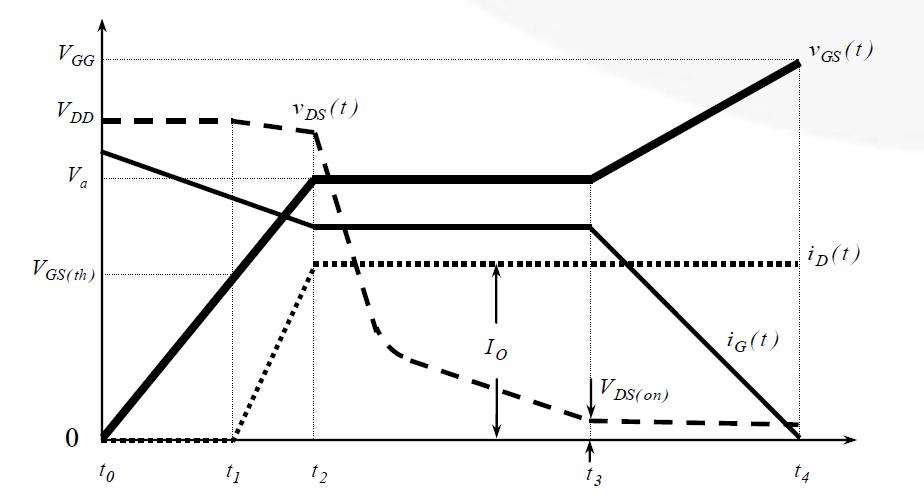 V_GG
v_GS(t)
V_DD
v_DS(t)
V_a
V_GS(th)
i_D(t)
I_O
i_G(t)
V_DS(on)
0
t_0 t_1 t_2 t_3 t_4